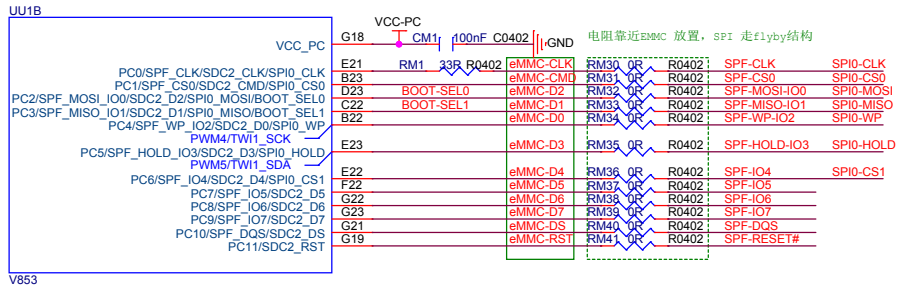 UU1B
VCC-PC
VCC_PC G18 CM1 100nF C0402 GND 电阻靠近EMMC 放置，SPI 走flyby结构
PC0/SPF_CLK/SDC2_CLK/SPI0_CLK E21 RM1 33R R0402 eMMC-CLK RM30 0R R0402 SPF-CLK SPI0-CLK
PC1/SPF_CS0/SDC2_CMD/SPI0_CS0 B23 eMMC-CMD RM31 0R R0402 SPF-CS0 SPI0-CS0
PC2/SPF_MOSI_IO0/SDC2_D2/SPI0_MOSI/BOOT_SEL0 D23 BOOT-SEL0 eMMC-D2 RM32 0R R0402 SPF-MOSI-IO0 SPI0-MOSI
PC3/SPF_MISO_IO1/SDC2_D1/SPI0_MISO/BOOT_SEL1 C22 BOOT-SEL1 eMMC-D1 RM33 0R R0402 SPF-MISO-IO1 SPI0-MISO
PC4/SPF_WP_IO2/SDC2_D0/SPI0_WP B22 eMMC-D0 RM34 0R R0402 SPF-WP-IO2 SPI0-WP
PWM4/TWI1_SCK
PC5/SPF_HOLD_IO3/SDC2_D3/SPI0_HOLD E23 eMMC-D3 RM35 0R R0402 SPF-HOLD-IO3 SPI0-HOLD
PWM5/TWI1_SDA
PC6/SPF_IO4/SDC2_D4/SPI0_CS1 E22 eMMC-D4 RM36 0R R0402 SPF-IO4 SPI0-CS1
PC7/SPF_IO5/SDC2_D5 F22 eMMC-D5 RM37 0R R0402 SPF-IO5
PC8/SPF_IO6/SDC2_D6 G22 eMMC-D6 RM38 0R R0402 SPF-IO6
PC9/SPF_IO7/SDC2_D7 G23 eMMC-D7 RM39 0R R0402 SPF-IO7
PC10/SPF_DQS/SDC2_DS G21 eMMC-DS RM40 0R R0402 SPF-DQS
PC11/SDC2_RST G19 eMMC-RST RM41 0R R0402 SPF-RESET#
V853